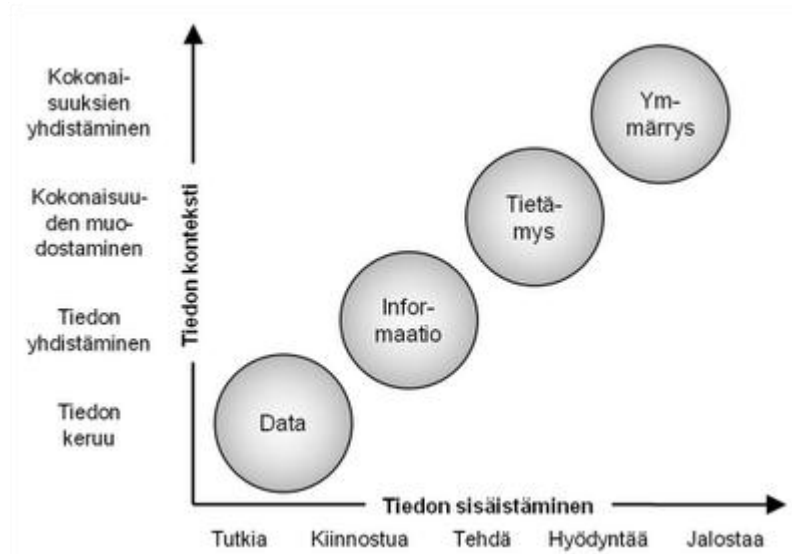 Kokonai-
suuksien
yhdistäminen
Kokonaisuu-
den muo-
dostaminen
Tiedon
yhdistäminen
Tiedon
keruu
Tiedon konteksti
Ym-
märrys
Tietä-
mys
Infor-
maatio
Data
Tiedon sisäistäminen
Tutkia Kiinnostua Tehdä Hyödyntää Jalostaa